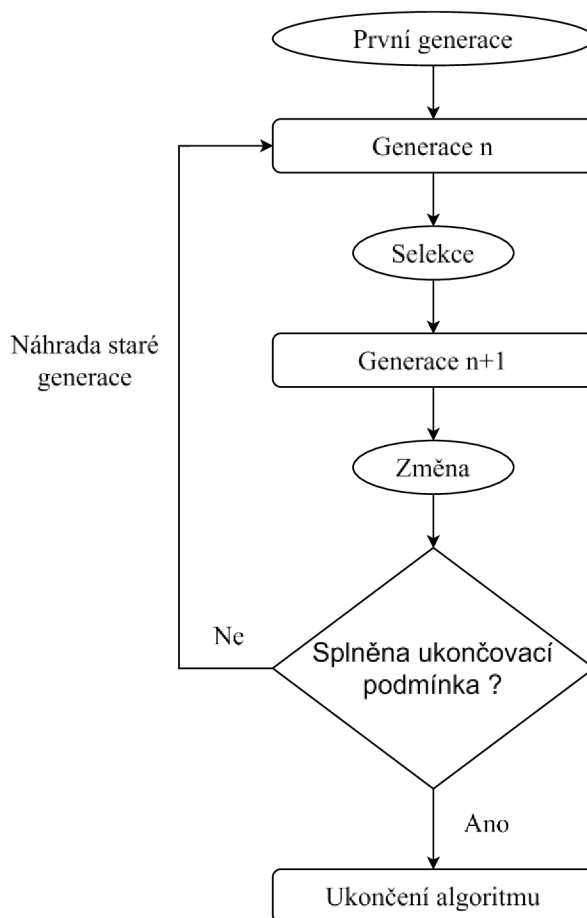 První generace
Generace n
Selekce
Generace n+1
Náhrada staré
generace
Změna
Ne
Splněna ukončovací
podmínka ?
Ano
Ukončení algoritmu